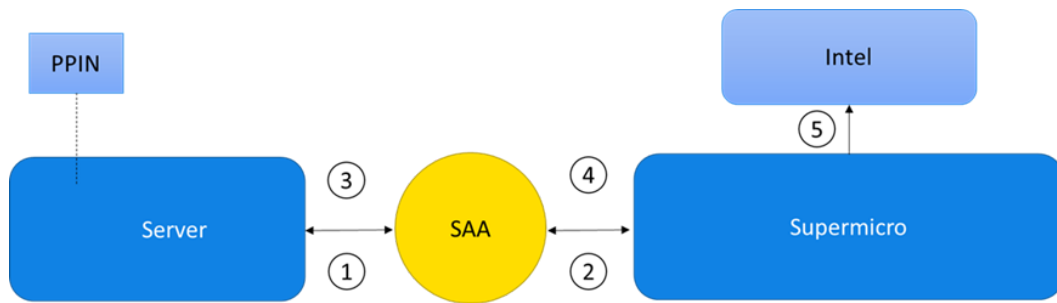 PPIN
Intel
5
3
4
Server
SAA
Supermicro
1
2